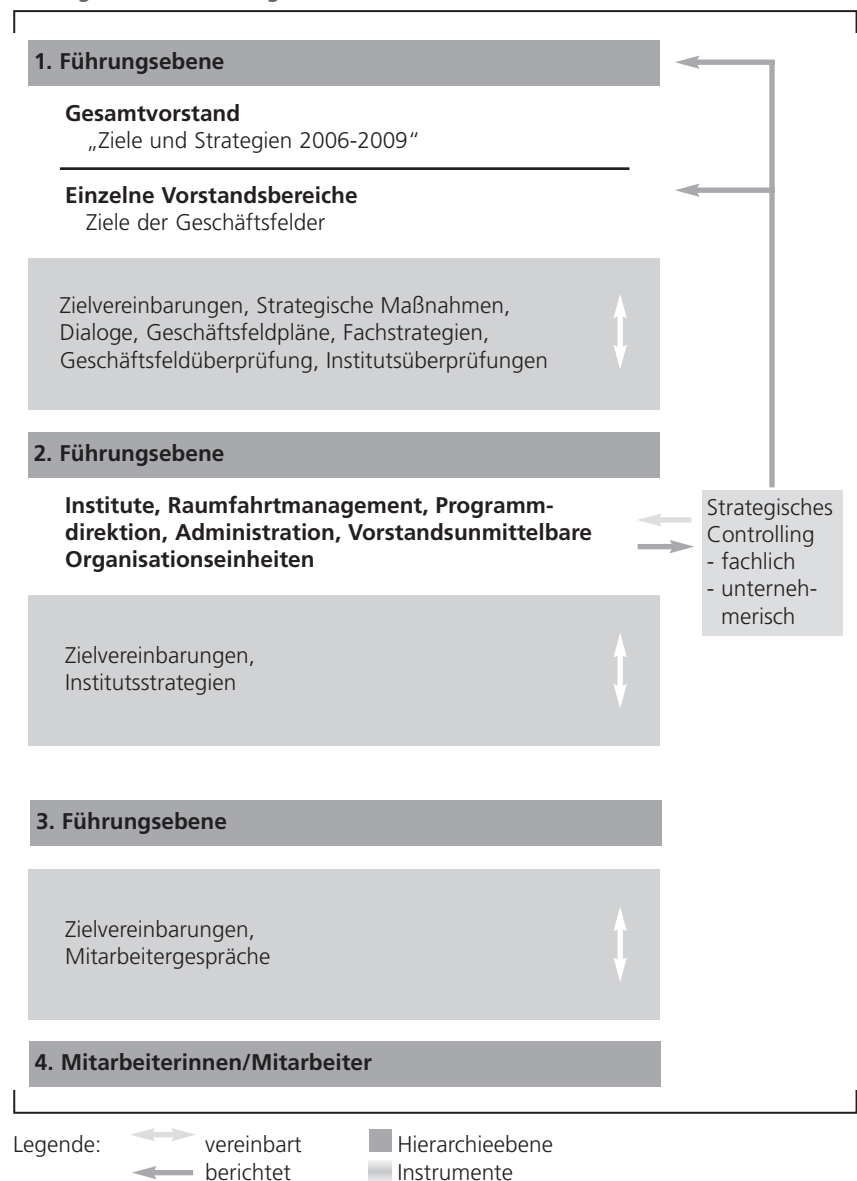 1. Führungsebene
Gesamtvorstand
„Ziele und Strategien 2006-2009“
Einzelne Vorstandsbereiche
Ziele der Geschäftsfelder
Zielvereinbarungen, Strategische Maßnahmen,
Dialoge, Geschäftsfeldpläne, Fachstrategien,
Geschäftsfeldüberprüfung, Institutsüberprüfungen
2. Führungsebene
Institute, Raumfahrtmanagement, Programm-
direktion, Administration, Vorstandsunmittelbare
Organisationseinheiten
Strategisches
Controlling
- fachlich
- unterneh-
merisch
Zielvereinbarungen,
Institutsstrategien
3. Führungsebene
Zielvereinbarungen,
Mitarbeitergespräche
4. Mitarbeiterinnen/Mitarbeiter
Legende:
vereinbart
berichtet
Hierarchieebene
Instrumente